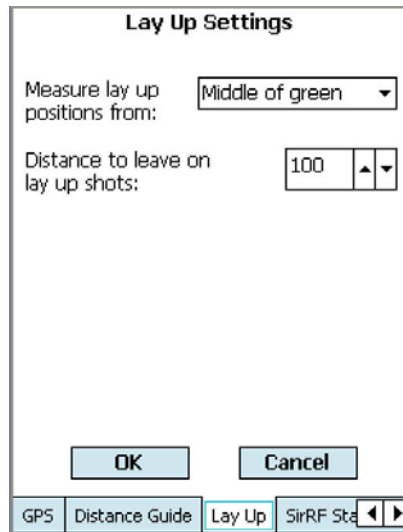 Lay Up Settings
Measure lay up Middle of green
positions from:
Distance to leave on 100
lay up shots:
OK Cancel
GPS Distance Guide Lay Up SirRF Sta